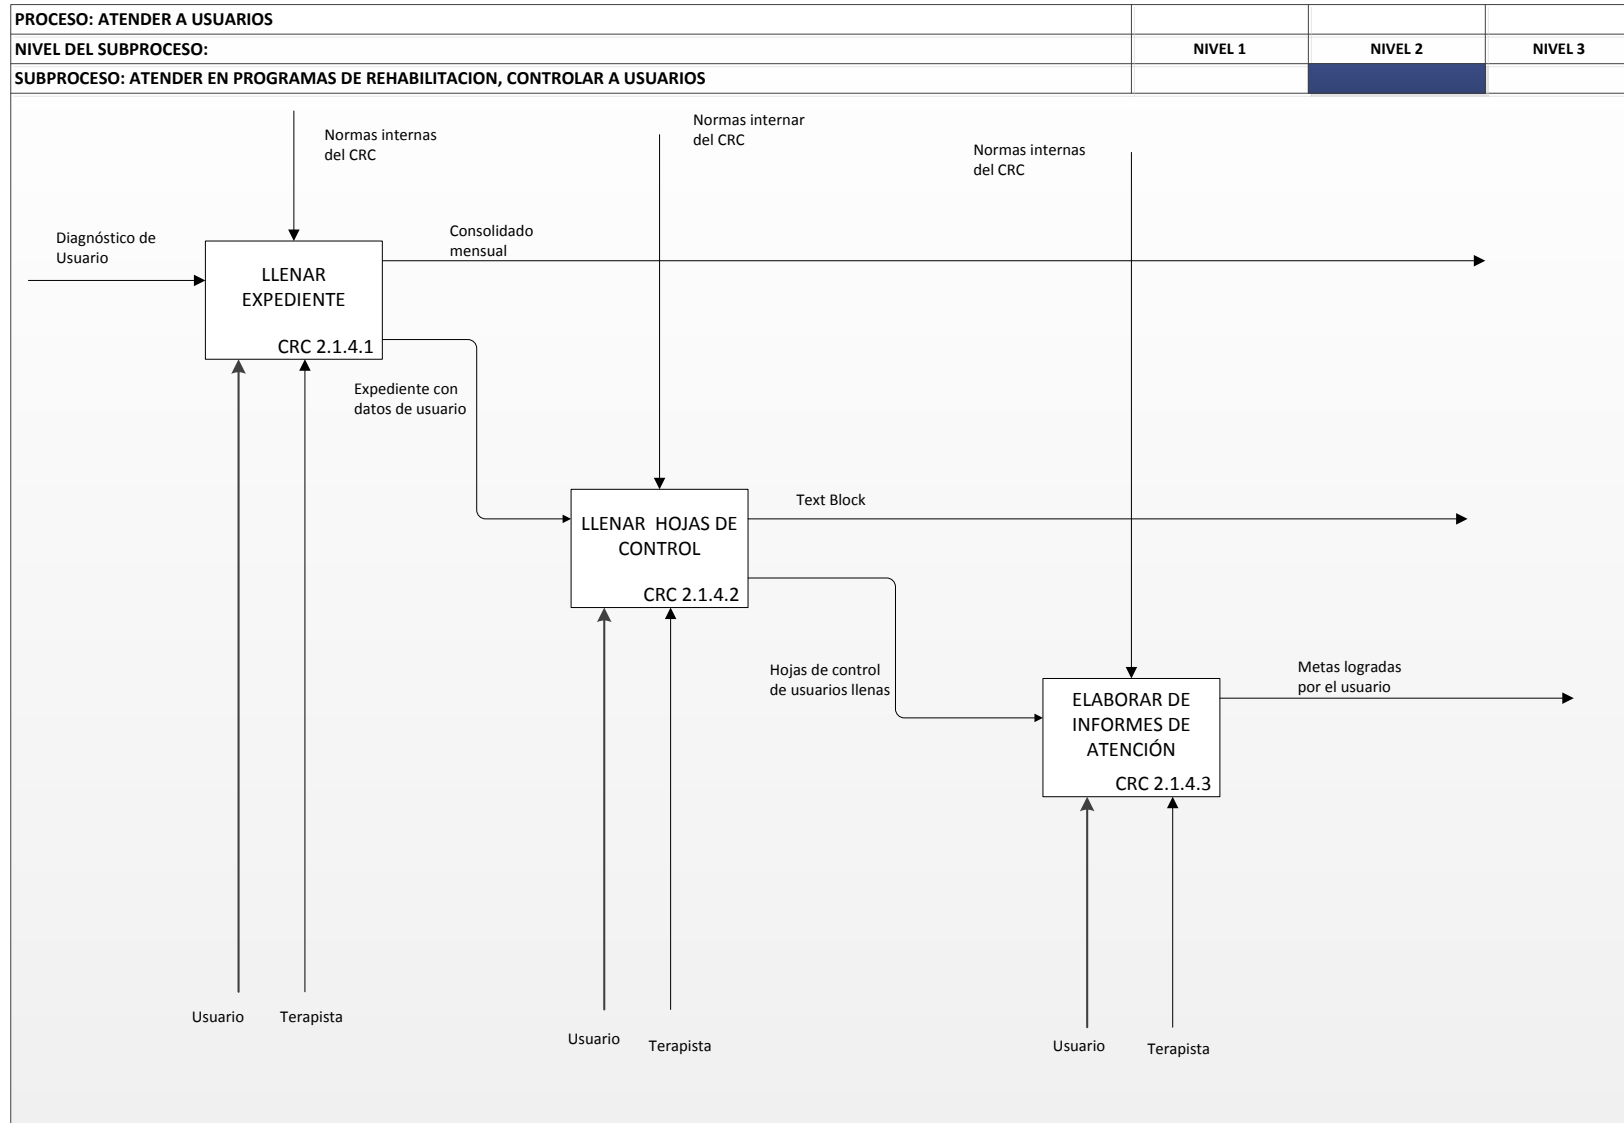 PROCESO: ATENDER A USUARIOS
NIVEL DEL SUBPROCESO:
NIVEL 1
NIVEL 2
NIVEL 3
SUBPROCESO: ATENDER EN PROGRAMAS DE REHABILITACION, CONTROLAR A USUARIOS
Normas internas
del CRC
Normas internar
del CRC
Normas internas
del CRC
Diagnóstico de
Usuario
Consolidado
mensual
LLENAR
EXPEDIENTE
CRC 2.1.4.1
Expediente con
datos de usuario
Text Block
LLENAR  HOJAS DE
CONTROL
CRC 2.1.4.2
Hojas de control
de usuarios llenas
Metas logradas
por el usuario
ELABORAR DE
INFORMES DE
ATENCIÓN
CRC 2.1.4.3
Usuario
Terapista
Usuario
Terapista
Usuario
Terapista